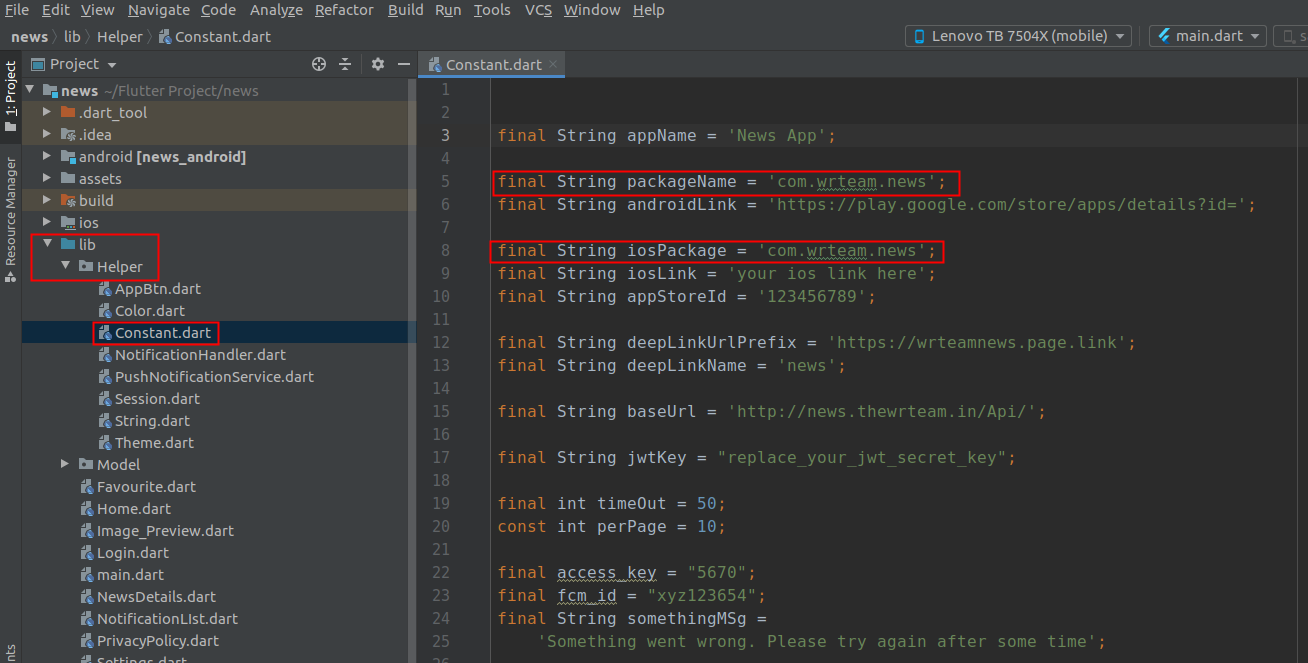 File Edit View Navigate Code Analyze Refactor Build Run Tools VCS Window Help
news lib Helper Constant.dart
Lenovo TB 7504X (mobile) main.dart
Project
Constant.dart
1: Project
Resource Manager
news ~/Flutter Project/news
.dart_tool
.idea
android [news_android]
assets
build
ios
lib
Helper
AppBtn.dart
Color.dart
Constant.dart
NotificationHandler.dart
PushNotificationService.dart
Session.dart
String.dart
Theme.dart
Model
Favourite.dart
Home.dart
Image_Preview.dart
Login.dart
main.dart
NewsDetails.dart
NotificationLIst.dart
PrivacyPolicy.dart
Settings.dart
1
2
3 final String appName = 'News App';
4
5 final String packageName = 'com.wrteam.news';
6 final String androidLink = 'https://play.google.com/store/apps/details?id=';
7
8 final String iosPackage = 'com.wrteam.news';
9 final String iosLink = 'your ios link here';
10 final String appStoreId = '123456789';
11
12 final String deepLinkUrlPrefix = 'https://wrteamnews.page.link';
13 final String deepLinkName = 'news';
14
15 final String baseUrl = 'http://news.thewrteam.in/Api/';
16
17 final String jwtKey = "replace_your_jwt_secret_key";
18
19 final int timeOut = 50;
20 const int perPage = 10;
21
22 final access_key = "5670";
23 final fcm_id = "xyz123654";
24 final String somethingMSg =
25 'Something went wrong. Please try again after some time';